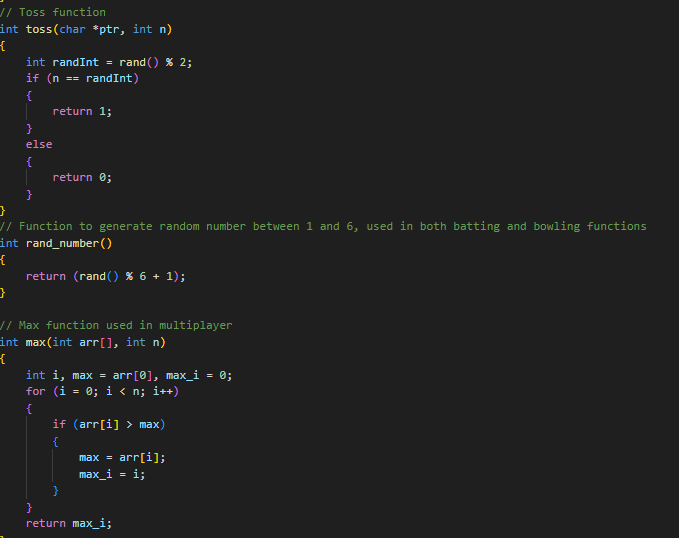 // Toss function
int toss(char *ptr, int n)
{
    int randInt = rand() % 2;
    if (n == randInt)
    {
        return 1;
    }
    else
    {
        return 0;
    }
}
// Function to generate random number between 1 and 6, used in both batting and bowling functions
int rand_number()
{
    return (rand() % 6 + 1);
}

// Max function used in multiplayer
int max(int arr[], int n)
{
    int i, max = arr[0], max_i = 0;
    for (i = 0; i < n; i++)
    {
        if (arr[i] > max)
        {
            max = arr[i];
            max_i = i;
        }
    }
    return max_i;